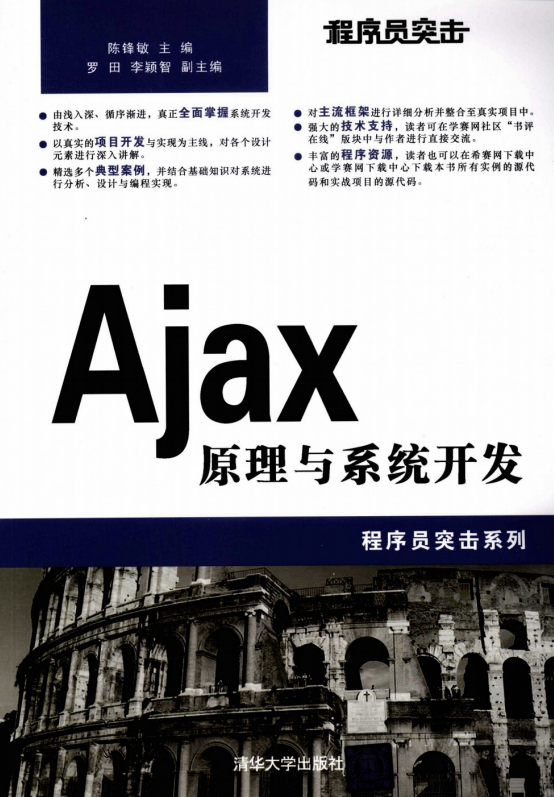 陈锋敏 主 编
罗 田 李颖智 副主编
程序员突击
● 由浅入深、循序渐进，真正全面掌握系统开发
技术。
● 以真实的项目开发与实现为主线，对各个设计
元素进行深入讲解。
● 精选多个典型案例，并结合基础知识对系统进
行分析、设计与编程实现。
● 对主流框架进行详细分析并整合至真实项目中。
● 强大的技术支持，读者可在学赛网社区“书评
在线”版块中与作者进行直接交流。
● 丰富的程序资源，读者也可以在希赛网下载中
心或学赛网下载中心下载本书所有实例的源代
码和实战项目的源代码。
Ajax
原理与系统开发
程序员突击系列
清华大学出版社